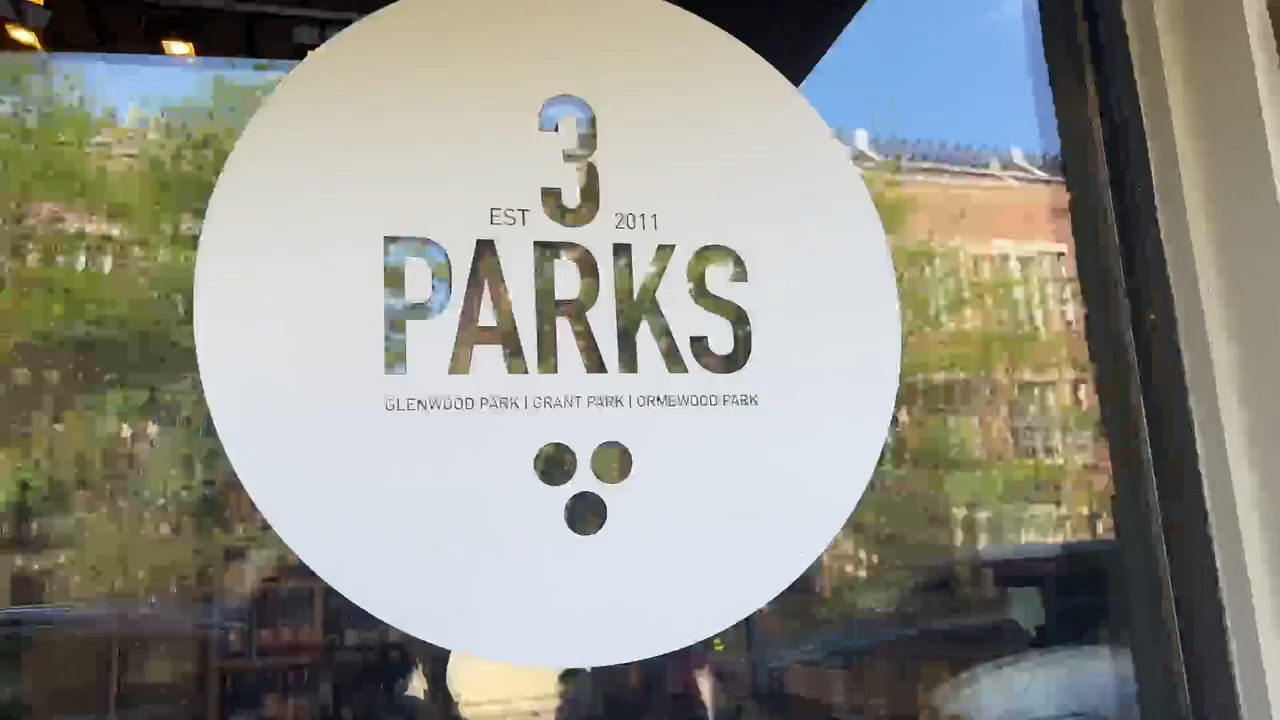 3
EST 2011
PARKS
GLENWOOD PARK | GRANT PARK | ORMEWOOD PARK